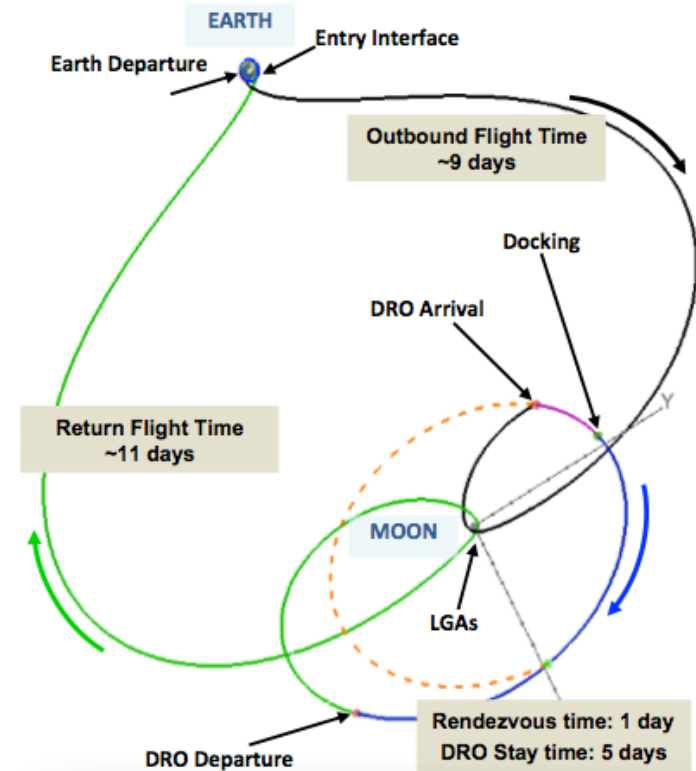 EARTH
Entry Interface
Earth Departure
Outbound Flight Time
~9 days
Docking
DRO Arrival
Y
Return Flight Time
~11 days
MOON
LGAs
Rendezvous time: 1 day
DRO Stay time: 5 days
DRO Departure